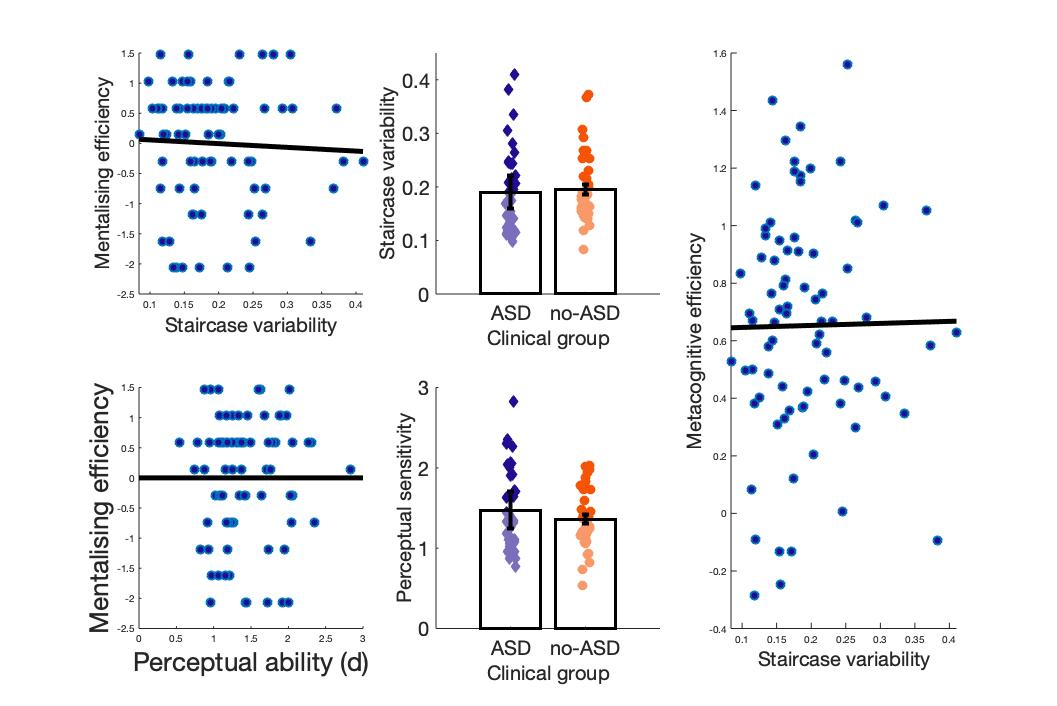 Mentalising efficiency
1.5
1
0.5
0
-0.5
-1
-1.5
-2
-2.5
0.1 0.15 0.2 0.25 0.3 0.35 0.4
Staircase variability
Staircase variability
0.4
0.3
0.2
0.1
0
ASD no-ASD
Clinical group
Mentalising efficiency
1.5
1
0.5
0
-0.5
-1
-1.5
-2
-2.5
0 0.5 1 1.5 2 2.5 3
Perceptual ability (d)
Perceptual sensitivity
3
2
1
0
ASD no-ASD
Clinical group
Metacognitive efficiency
1.6
1.4
1.2
1
0.8
0.6
0.4
0.2
0
-0.2
-0.4
0.1 0.15 0.2 0.25 0.3 0.35 0.4
Staircase variability